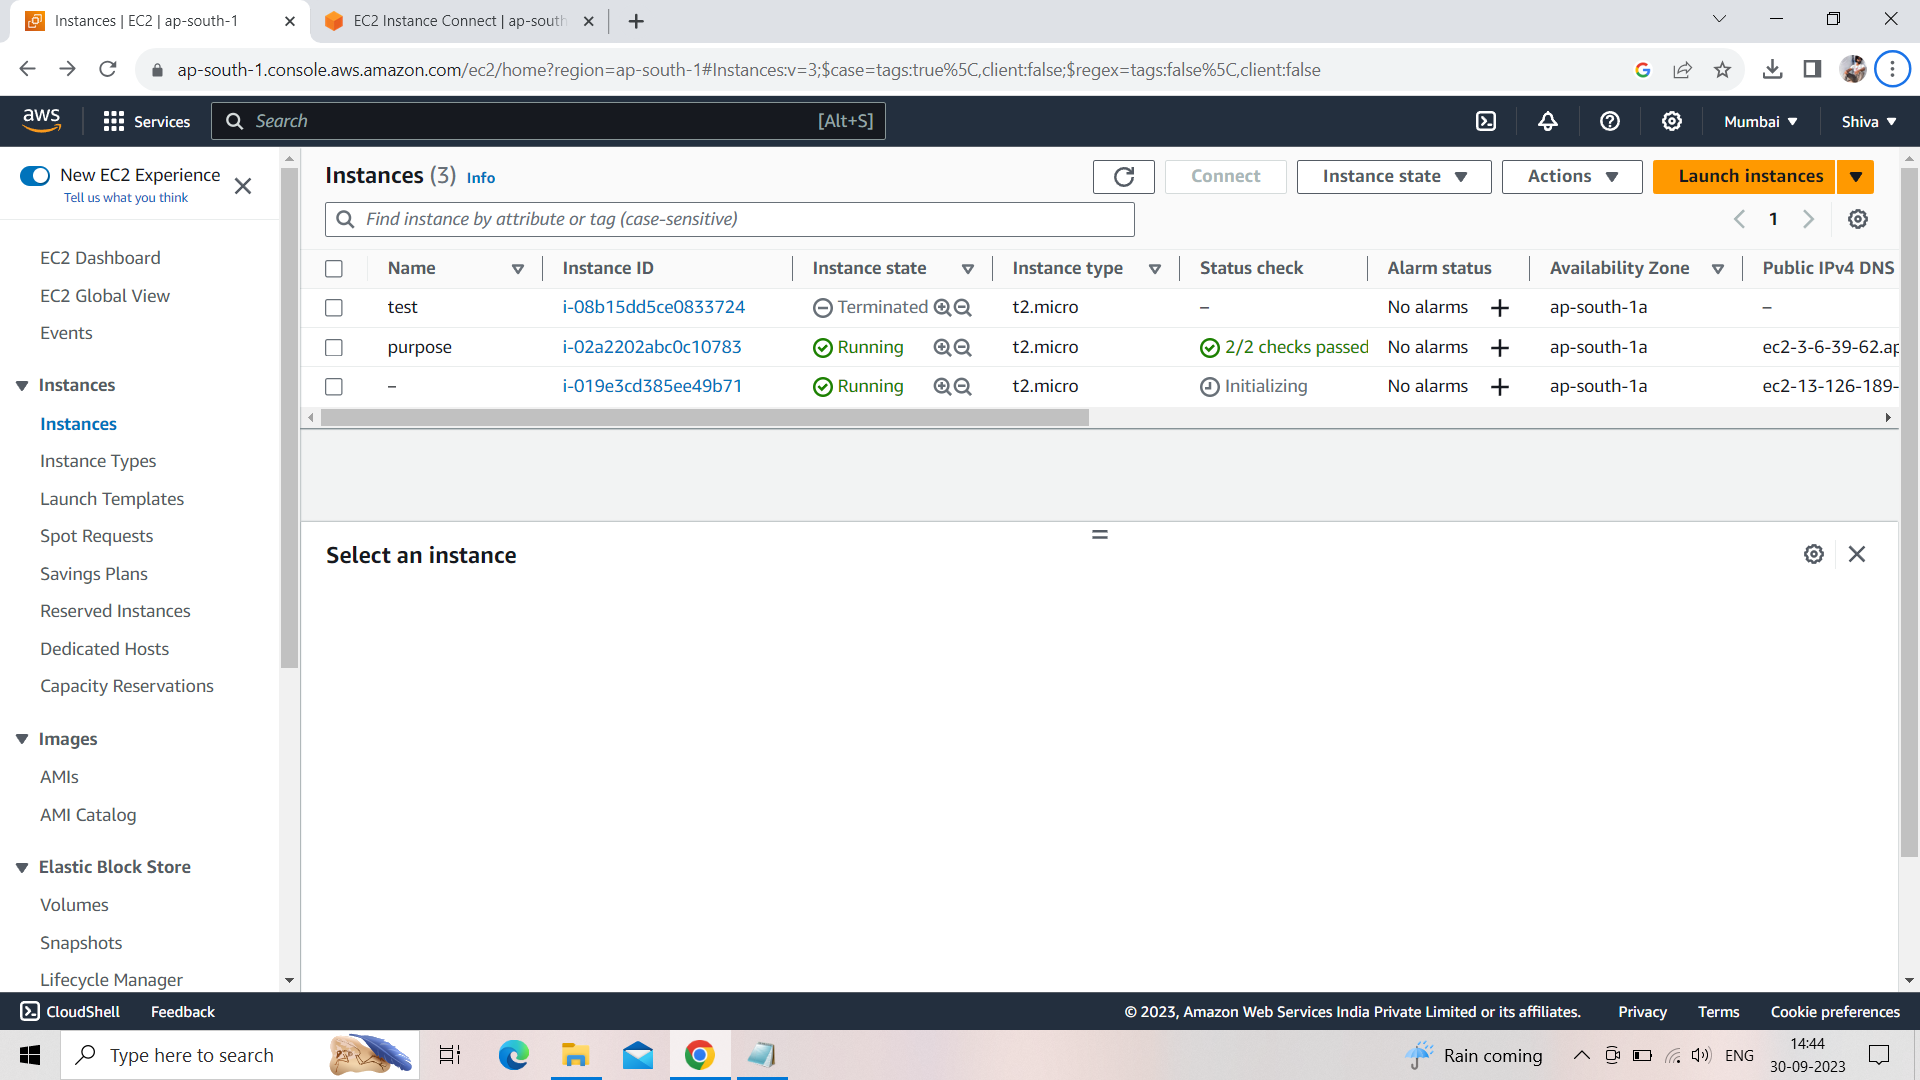 Instances | EC2 | ap-south-1
EC2 Instance Connect | ap-south
ap-south-1.console.aws.amazon.com/ec2/home?region=ap-south-1#Instances:v=3;$case=tags:true%5C,client:false;$regex=tags:false%5C,client:false
aws
Services
Search
[Alt+S]
Mumbai
Shiva
New EC2 Experience
Tell us what you think
EC2 Dashboard
EC2 Global View
Events
Instances
Instances
Instance Types
Launch Templates
Spot Requests
Savings Plans
Reserved Instances
Dedicated Hosts
Capacity Reservations
Images
AMIs
AMI Catalog
Elastic Block Store
Volumes
Snapshots
Lifecycle Manager
Instances (3) Info
Connect
Instance state
Actions
Launch instances
Find instance by attribute or tag (case-sensitive)
1
Name Instance ID Instance state Instance type Status check Alarm status Availability Zone Public IPv4 DNS
test i-08b15dd5ce0833724 Terminated t2.micro – No alarms + ap-south-1a –
purpose i-02a2202abc0c10783 Running t2.micro 2/2 checks passed No alarms + ap-south-1a ec2-3-6-39-62.ap
– i-019e3cd385ee49b71 Running t2.micro Initializing No alarms + ap-south-1a ec2-13-126-189-
Select an instance
CloudShell
Feedback
© 2023, Amazon Web Services India Private Limited or its affiliates.
Privacy
Terms
Cookie preferences
Type here to search
Rain coming
ENG
14:44
30-09-2023